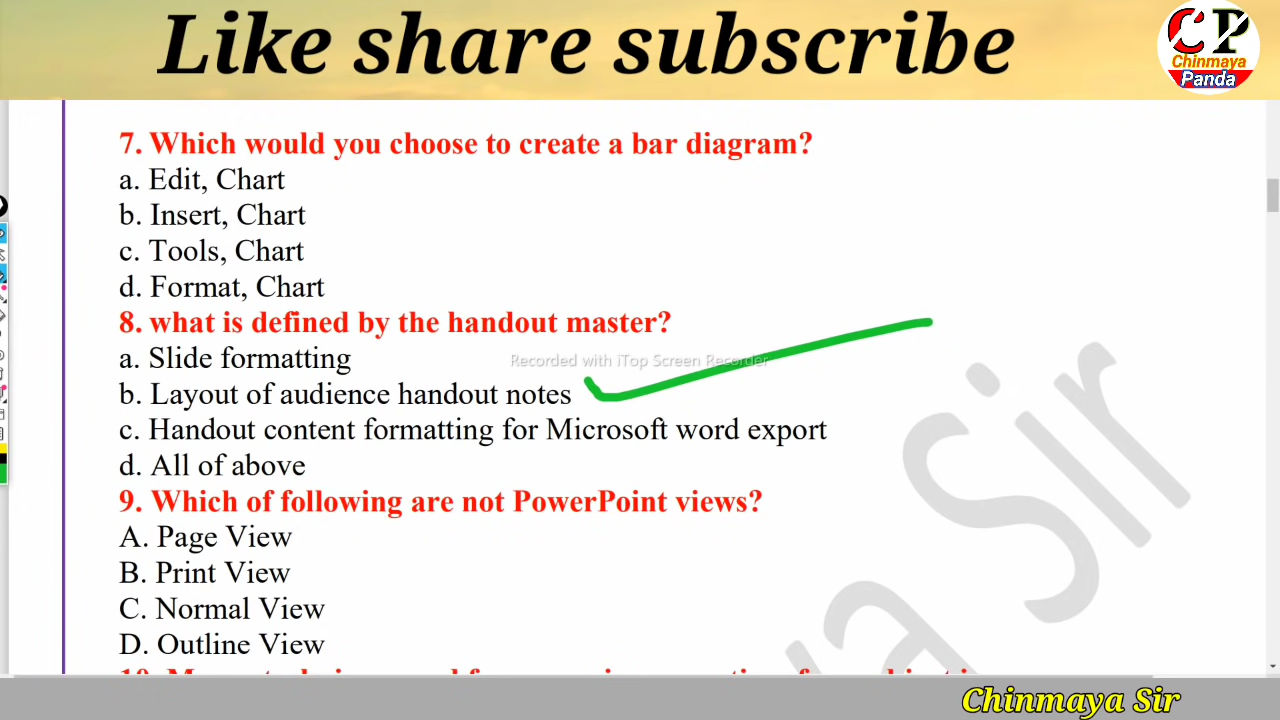 Like share subscribe
CP
Chinmaya
Panda
7. Which would you choose to create a bar diagram?
a. Edit, Chart
b. Insert, Chart
c. Tools, Chart
d. Format, Chart
8. what is defined by the handout master?
a. Slide formatting
Recorded with iTop Screen Recorder
b. Layout of audience handout notes
c. Handout content formatting for Microsoft word export
d. All of above
9. Which of following are not PowerPoint views?
A. Page View
B. Print View
C. Normal View
D. Outline View
Sir
Chinmaya Sir